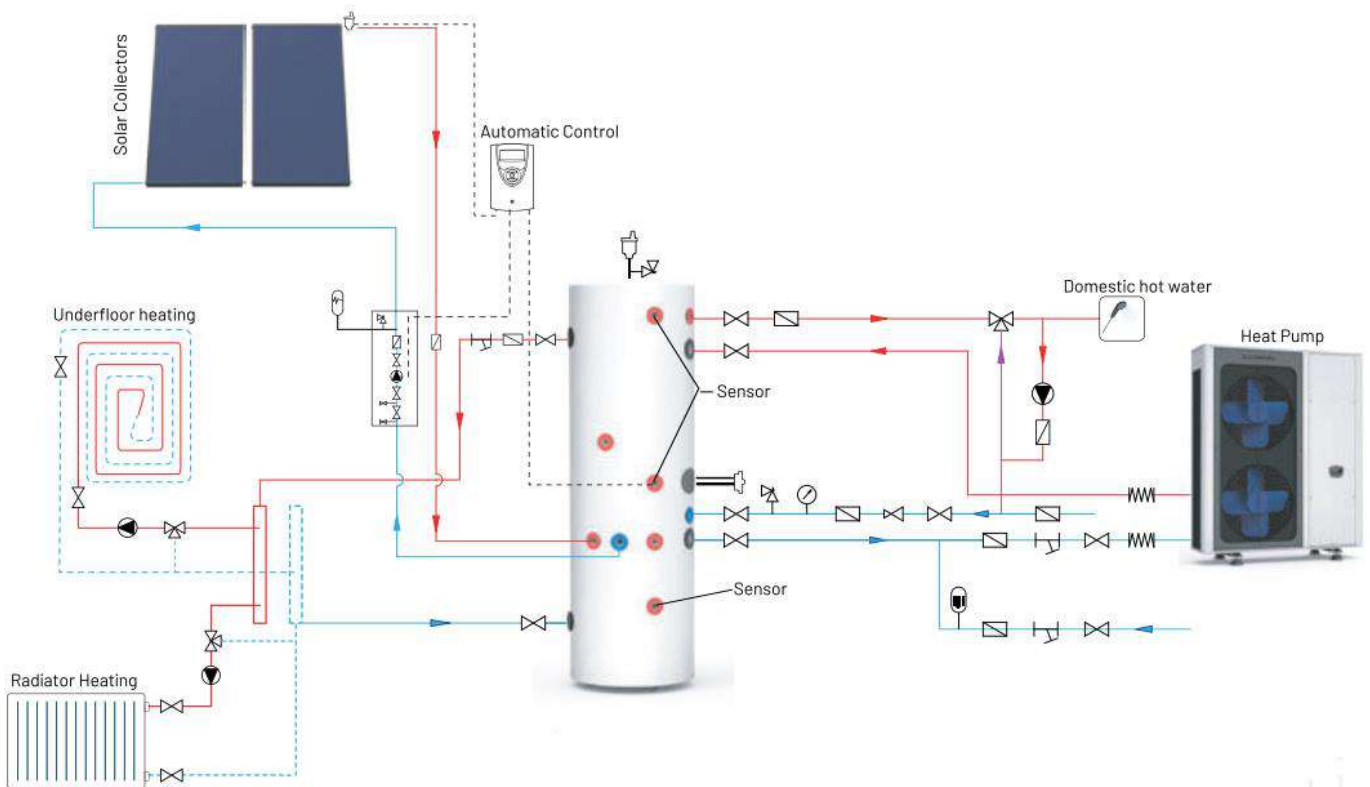 Solar Collectors
Automatic Control
Underfloor heating
Domestic hot water
Heat Pump
Sensor
Sensor
Radiator Heating